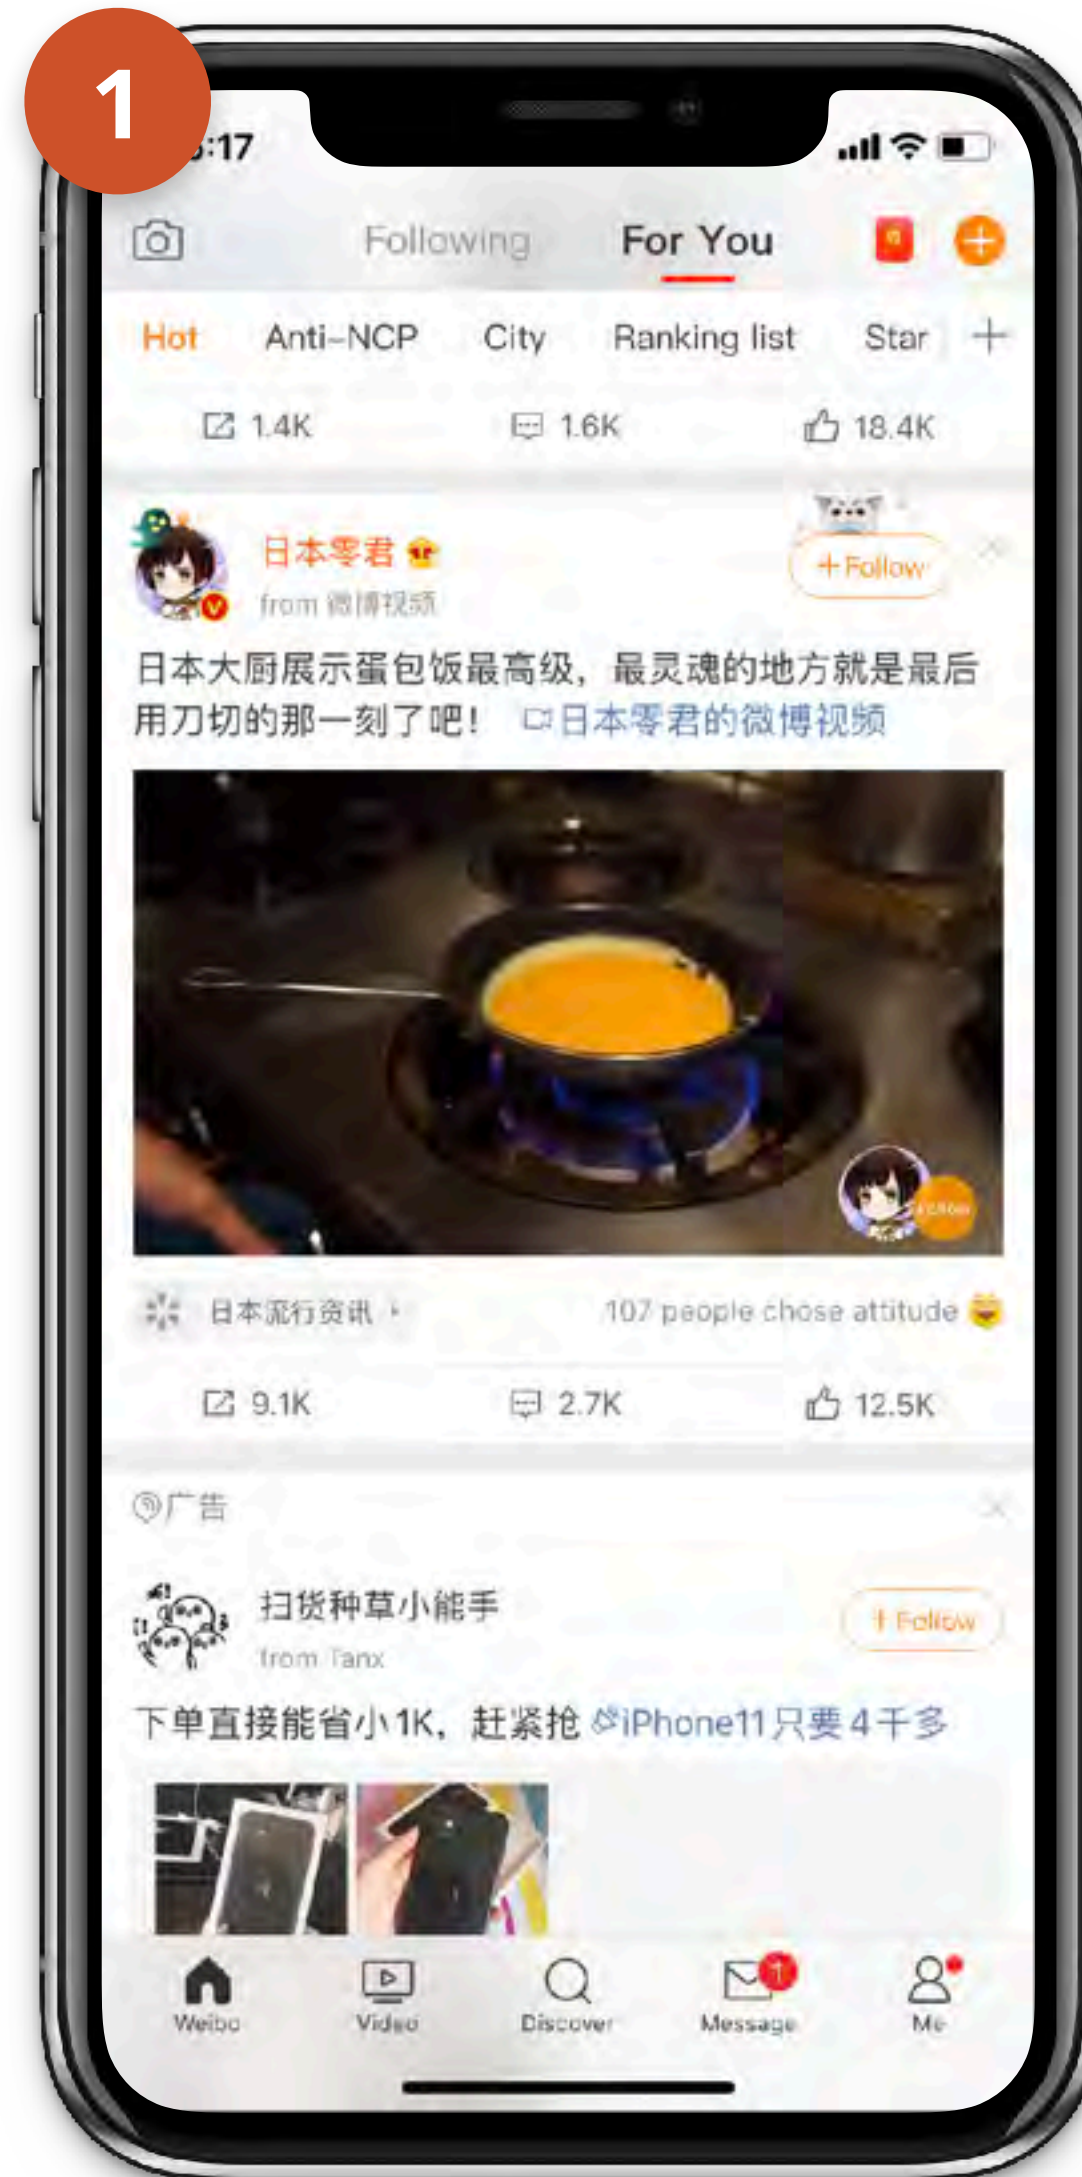 1
:17
Following For You
Hot Anti-NCP City Ranking list Star
1.4K 1.6K 18.4K
日本零君
+Follow
from 微博视频
日本大厨展示蛋包饭最高级，最灵魂的地方就是最后
用刀切的那一刻了吧！ 日本零君的微博视频
日本流行资讯 107 people chose attitude
9.1K 2.7K 12.5K
广告
扫货种草小能手
+ Follow
from Tanx
下单直接能省小1K，赶紧抢 iPhone11只要4千多
1
Weibo Video Discover Message Me